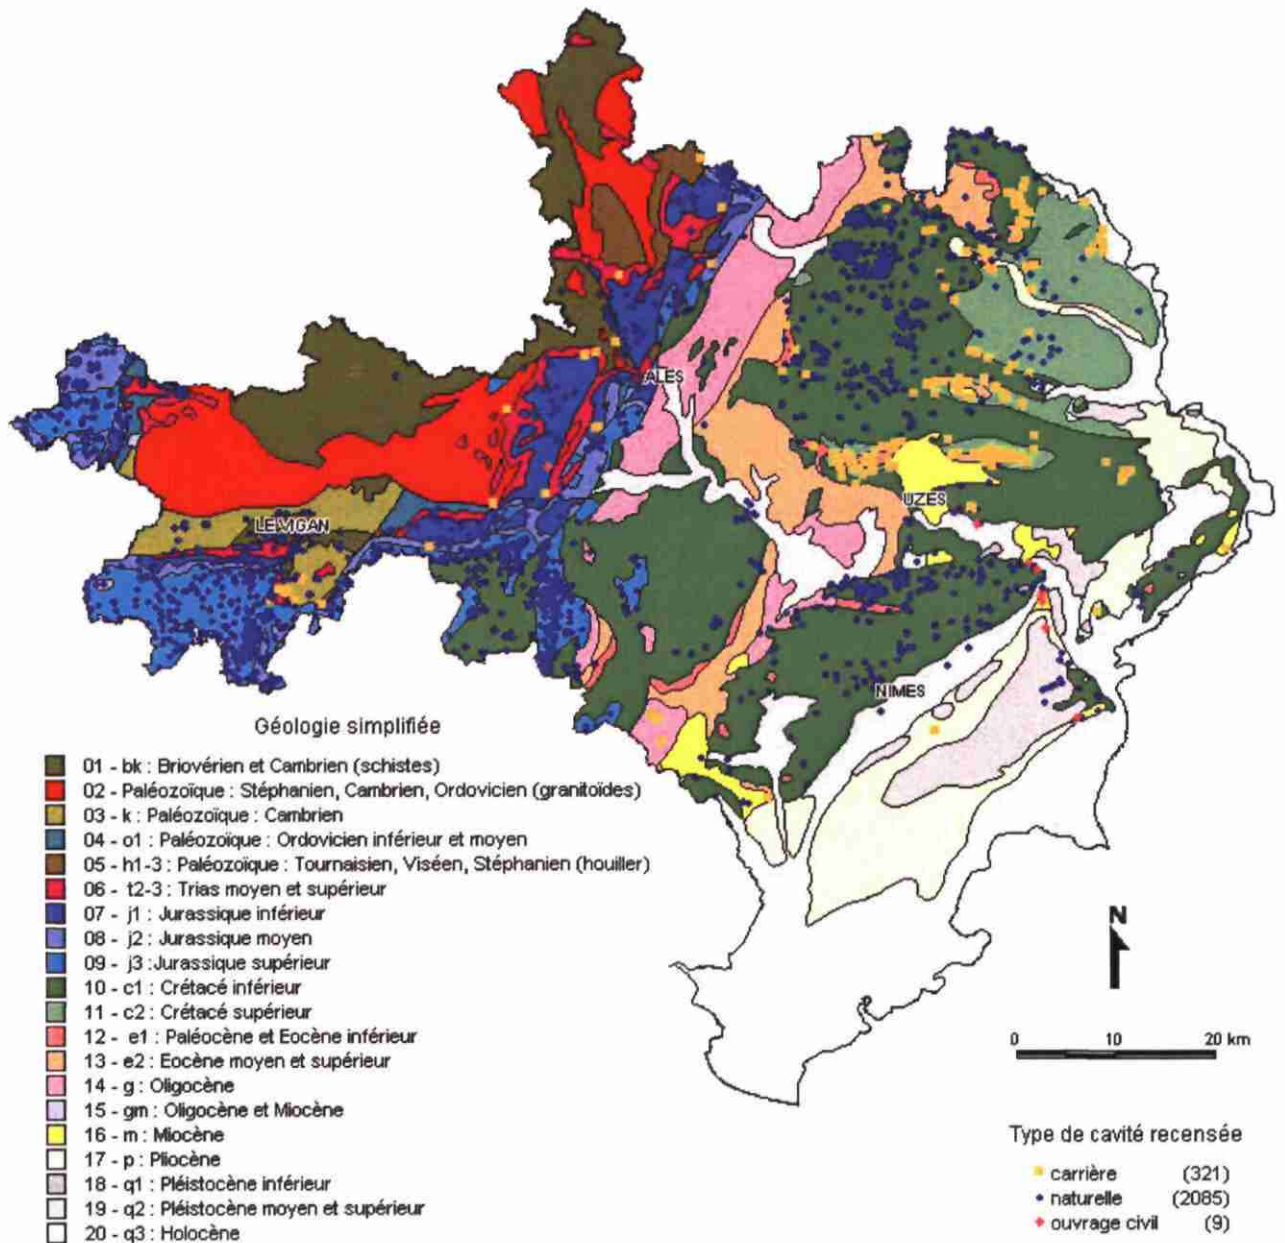 ALES
UZES
LE VIGAN
NIMES
Géologie simplifiée
01 - bk : Briovérien et Cambrien (schistes)
02 - Paléozoïque : Stéphanien, Cambrien, Ordovicien (granitoïdes)
03 - k : Paléozoïque : Cambrien
04 - o1 : Paléozoïque : Ordovicien inférieur et moyen
05 - h1-3 : Paléozoïque : Tournaisien, Viséen, Stéphanien (houiller)
06 - t2-3 : Trias moyen et supérieur
07 - j1 : Jurassique inférieur
08 - j2 : Jurassique moyen
09 - j3 :Jurassique supérieur
10 - c1 : Crétacé inférieur
11 - c2 : Crétacé supérieur
12 - e1 : Paléocène et Eocène inférieur
13 - e2 : Eocène moyen et supérieur
14 - g : Oligocène
15 - gm : Oligocène et Miocène
16 - m : Miocène
17 - p : Pliocène
18 - q1 : Pléistocène inférieur
19 - q2 : Pléistocène moyen et supérieur
20 - q3 : Holocène
N
0 10 20 km
Type de cavité recensée
carrière (321)
naturelle (2085)
ouvrage civil (9)